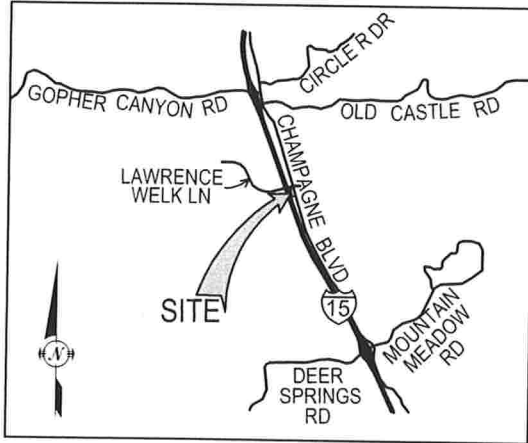 CIRCLE R DR
GOPHER CANYON RD
OLD CASTLE RD
CHAMPAGNE BLVD
LAWRENCE
WELK LN
SITE
15
MOUNTAIN
MEADOW
RD
N
DEER
SPRINGS
RD